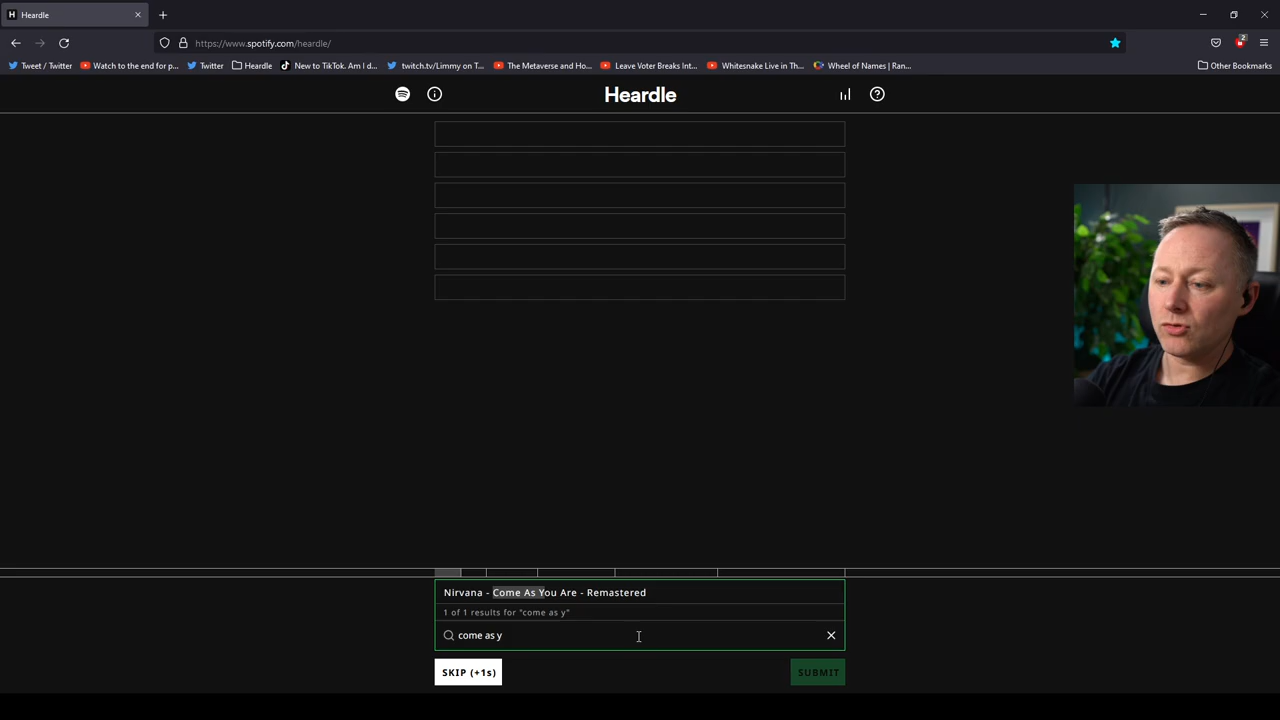 H Heardle
https://www.spotify.com/heardle/
2
Tweet / Twitter
Watch to the end for p...
Twitter
Heardle
New to TikTok. Am I d...
twitch.tv/Limmy on T...
The Metaverse and Ho...
Leave Voter Breaks Int...
Whitesnake Live in Th...
Wheel of Names | Ran...
Other Bookmarks
Heardle
Nirvana - Come As You Are - Remastered
1 of 1 results for "come as y"
come as y
SKIP (+1s)
SUBMIT